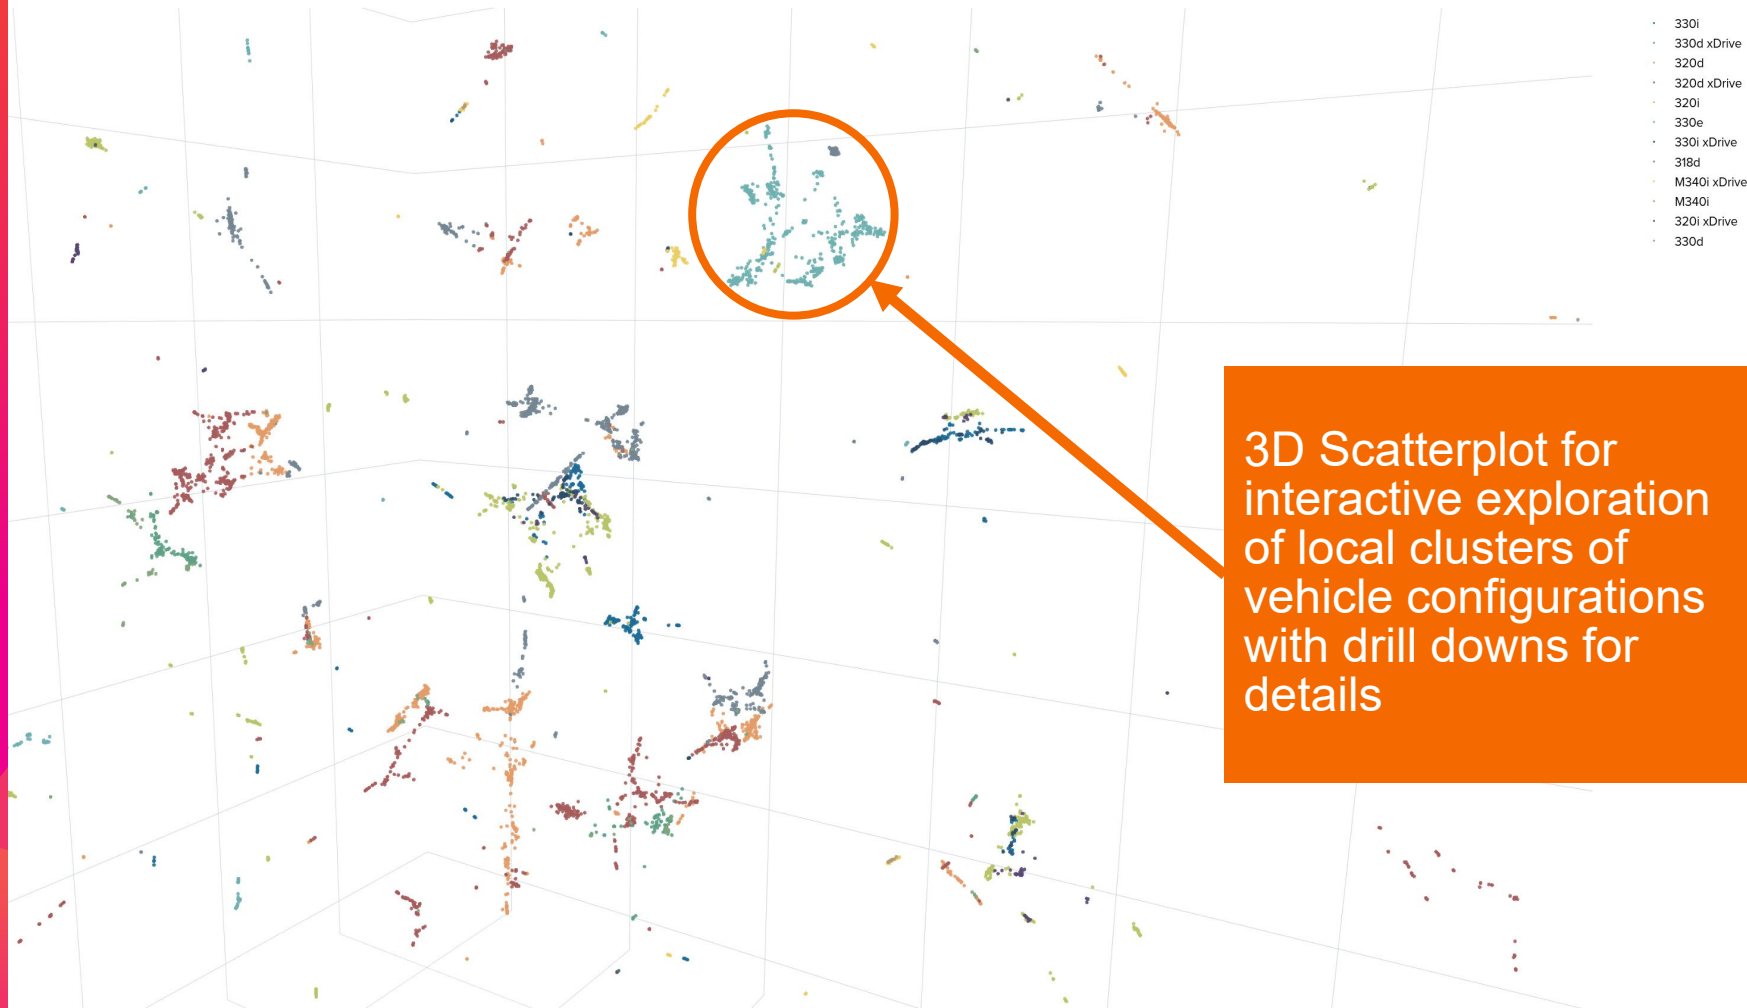 330i
330d xDrive
320d
320d xDrive
320i
330e
330i xDrive
318d
M340i xDrive
M340i
320i xDrive
330d
3D Scatterplot for
interactive exploration
of local clusters of
vehicle configurations
with drill downs for
details